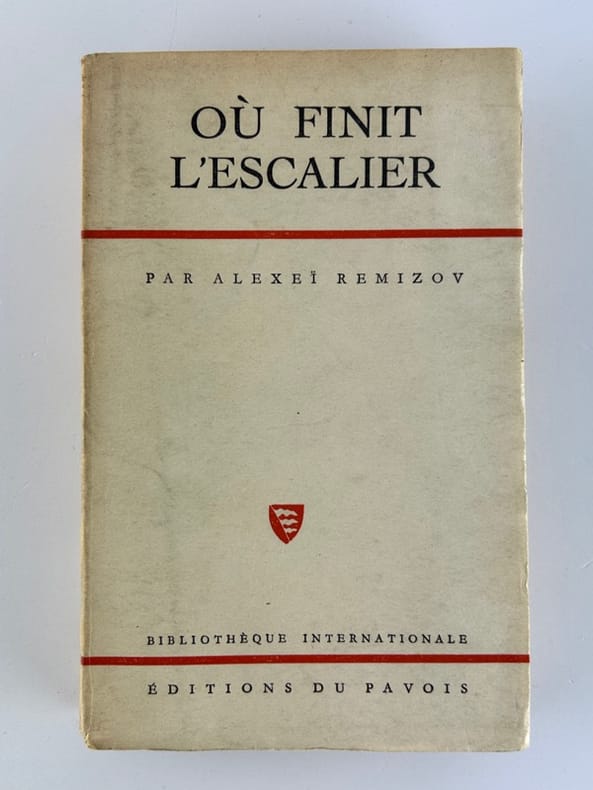 OÙ FINIT
L'ESCALIER
PAR ALEXEÏ REMIZOV
BIBLIOTHÈQUE INTERNATIONALE
ÉDITIONS DU PAVOIS